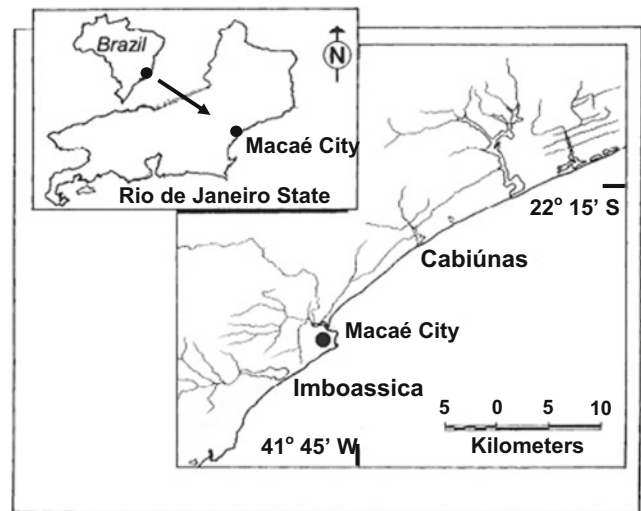 Brazil
N
Macaé City
Rio de Janeiro State
22° 15' S
Cabiúnas
Macaé City
Imboassica
5 0 5 10
Kilometers
41° 45' W